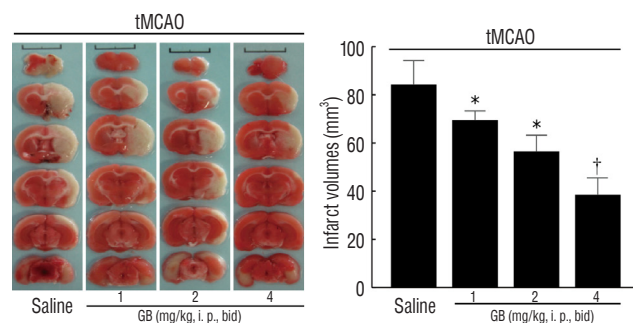 tMCAO
Saline
1
2
4
GB (mg/kg, i. p., bid)
tMCAO
Infarct volumes (mm³)
100
80
60
40
20
0
*
*
†
Saline
1
2
4
GB (mg/kg, i. p., bid)